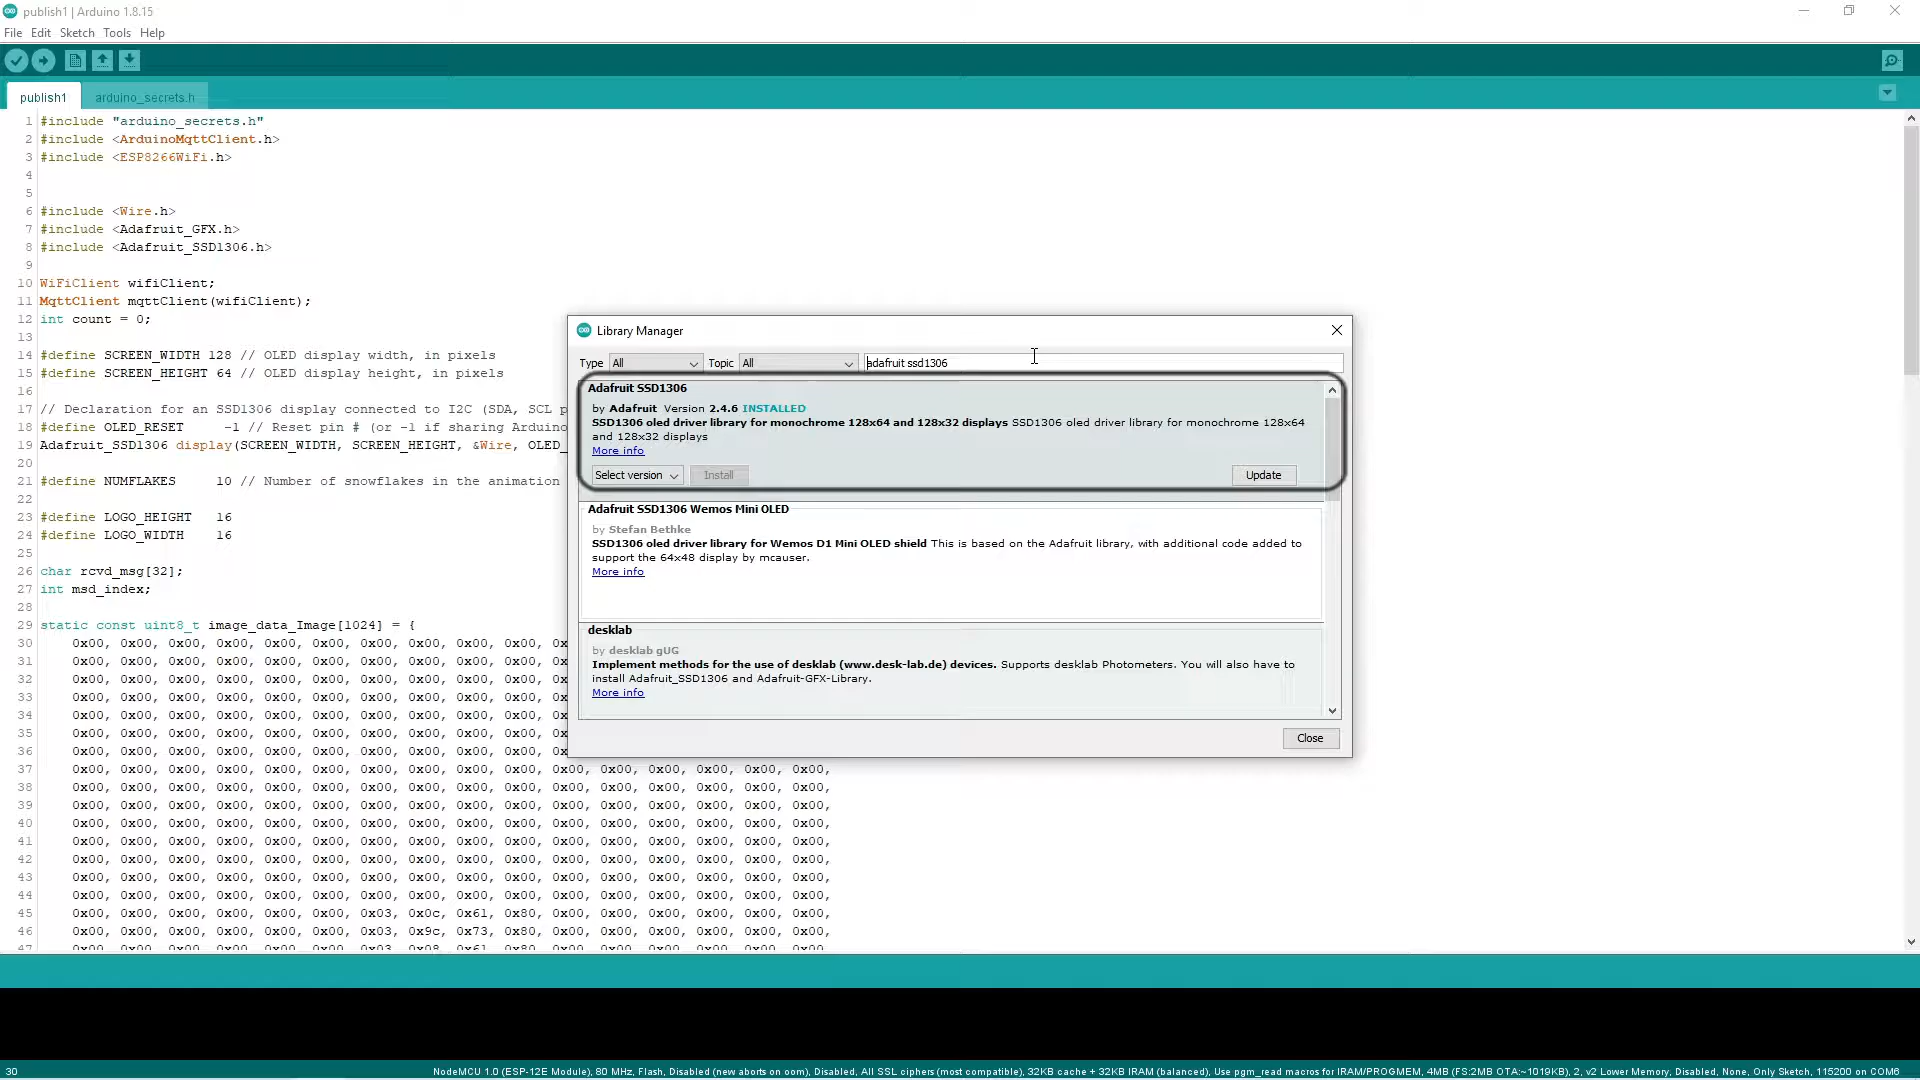 publish1 | Arduino 1.8.15
File Edit Sketch Tools Help
publish1 arduino_secrets.h
1 #include "arduino_secrets.h"
2 #include <ArduinoMqttClient.h>
3 #include <ESP8266WiFi.h>
4
5
6 #include <Wire.h>
7 #include <Adafruit_GFX.h>
8 #include <Adafruit_SSD1306.h>
9
10 WiFiClient wifiClient;
11 MqttClient mqttClient(wifiClient);
12 int count = 0;
13
14 #define SCREEN_WIDTH 128 // OLED display width, in pixels
15 #define SCREEN_HEIGHT 64 // OLED display height, in pixels
16
17 // Declaration for an SSD1306 display connected to I2C (SDA, SCL p
18 #define OLED_RESET -1 // Reset pin # (or -1 if sharing Arduino
19 Adafruit_SSD1306 display(SCREEN_WIDTH, SCREEN_HEIGHT, &Wire, OLED_
20
21 #define NUMFLAKES 10 // Number of snowflakes in the animation
22
23 #define LOGO_HEIGHT 16
24 #define LOGO_WIDTH 16
25
26 char rcvd_msg[32];
27 int msd_index;
28
29 static const uint8_t image_data_Image[1024] = {
30 0x00, 0x00, 0x00, 0x00, 0x00, 0x00, 0x00, 0x00, 0x00, 0x00, 0x
31 0x00, 0x00, 0x00, 0x00, 0x00, 0x00, 0x00, 0x00, 0x00, 0x00, 0x
32 0x00, 0x00, 0x00, 0x00, 0x00, 0x00, 0x00, 0x00, 0x00, 0x00, 0x
33 0x00, 0x00, 0x00, 0x00, 0x00, 0x00, 0x00, 0x00, 0x00, 0x00, 0x
34 0x00, 0x00, 0x00, 0x00, 0x00, 0x00, 0x00, 0x00, 0x00, 0x00, 0x
35 0x00, 0x00, 0x00, 0x00, 0x00, 0x00, 0x00, 0x00, 0x00, 0x00, 0x
36 0x00, 0x00, 0x00, 0x00, 0x00, 0x00, 0x00, 0x00, 0x00, 0x00, 0x
37 0x00, 0x00, 0x00, 0x00, 0x00, 0x00, 0x00, 0x00, 0x00, 0x00, 0x00, 0x00, 0x00, 0x00, 0x00, 0x00,
38 0x00, 0x00, 0x00, 0x00, 0x00, 0x00, 0x00, 0x00, 0x00, 0x00, 0x00, 0x00, 0x00, 0x00, 0x00, 0x00,
39 0x00, 0x00, 0x00, 0x00, 0x00, 0x00, 0x00, 0x00, 0x00, 0x00, 0x00, 0x00, 0x00, 0x00, 0x00, 0x00,
40 0x00, 0x00, 0x00, 0x00, 0x00, 0x00, 0x00, 0x00, 0x00, 0x00, 0x00, 0x00, 0x00, 0x00, 0x00, 0x00,
41 0x00, 0x00, 0x00, 0x00, 0x00, 0x00, 0x00, 0x00, 0x00, 0x00, 0x00, 0x00, 0x00, 0x00, 0x00, 0x00,
42 0x00, 0x00, 0x00, 0x00, 0x00, 0x00, 0x00, 0x00, 0x00, 0x00, 0x00, 0x00, 0x00, 0x00, 0x00, 0x00,
43 0x00, 0x00, 0x00, 0x00, 0x00, 0x00, 0x00, 0x00, 0x00, 0x00, 0x00, 0x00, 0x00, 0x00, 0x00, 0x00,
44 0x00, 0x00, 0x00, 0x00, 0x00, 0x00, 0x00, 0x00, 0x00, 0x00, 0x00, 0x00, 0x00, 0x00, 0x00, 0x00,
45 0x00, 0x00, 0x00, 0x00, 0x00, 0x00, 0x03, 0x0c, 0x61, 0x80, 0x00, 0x00, 0x00, 0x00, 0x00, 0x00,
46 0x00, 0x00, 0x00, 0x00, 0x00, 0x00, 0x03, 0x9c, 0x73, 0x80, 0x00, 0x00, 0x00, 0x00, 0x00, 0x00,
47 0x00, 0x00, 0x00, 0x00, 0x00, 0x00, 0x03, 0x08, 0x61, 0x80, 0x00, 0x00, 0x00, 0x00, 0x00, 0x00,
Library Manager
Type All Topic All adafruit ssd1306
Adafruit SSD1306
by Adafruit Version 2.4.6 INSTALLED
SSD1306 oled driver library for monochrome 128x64 and 128x32 displays SSD1306 oled driver library for monochrome 128x64
and 128x32 displays
More info
Select version Install Update
Adafruit SSD1306 Wemos Mini OLED
by Stefan Bethke
SSD1306 oled driver library for Wemos D1 Mini OLED shield This is based on the Adafruit library, with additional code added to
support the 64x48 display by mcauser.
More info
desklab
by desklab gUG
Implement methods for the use of desklab (www.desk-lab.de) devices. Supports desklab Photometers. You will also have to
install Adafruit_SSD1306 and Adafruit-GFX-Library.
More info
Close
30 NodeMCU 1.0 (ESP-12E Module), 80 MHz, Flash, Disabled (new aborts on oom), Disabled, All SSL ciphers (most compatible), 32KB cache + 32KB IRAM (balanced), Use pgm_read macros for IRAM/PROGMEM, 4MB (FS:2MB OTA:~1019KB), 2, v2 Lower Memory, Disabled, None, Only Sketch, 115200 on COM6